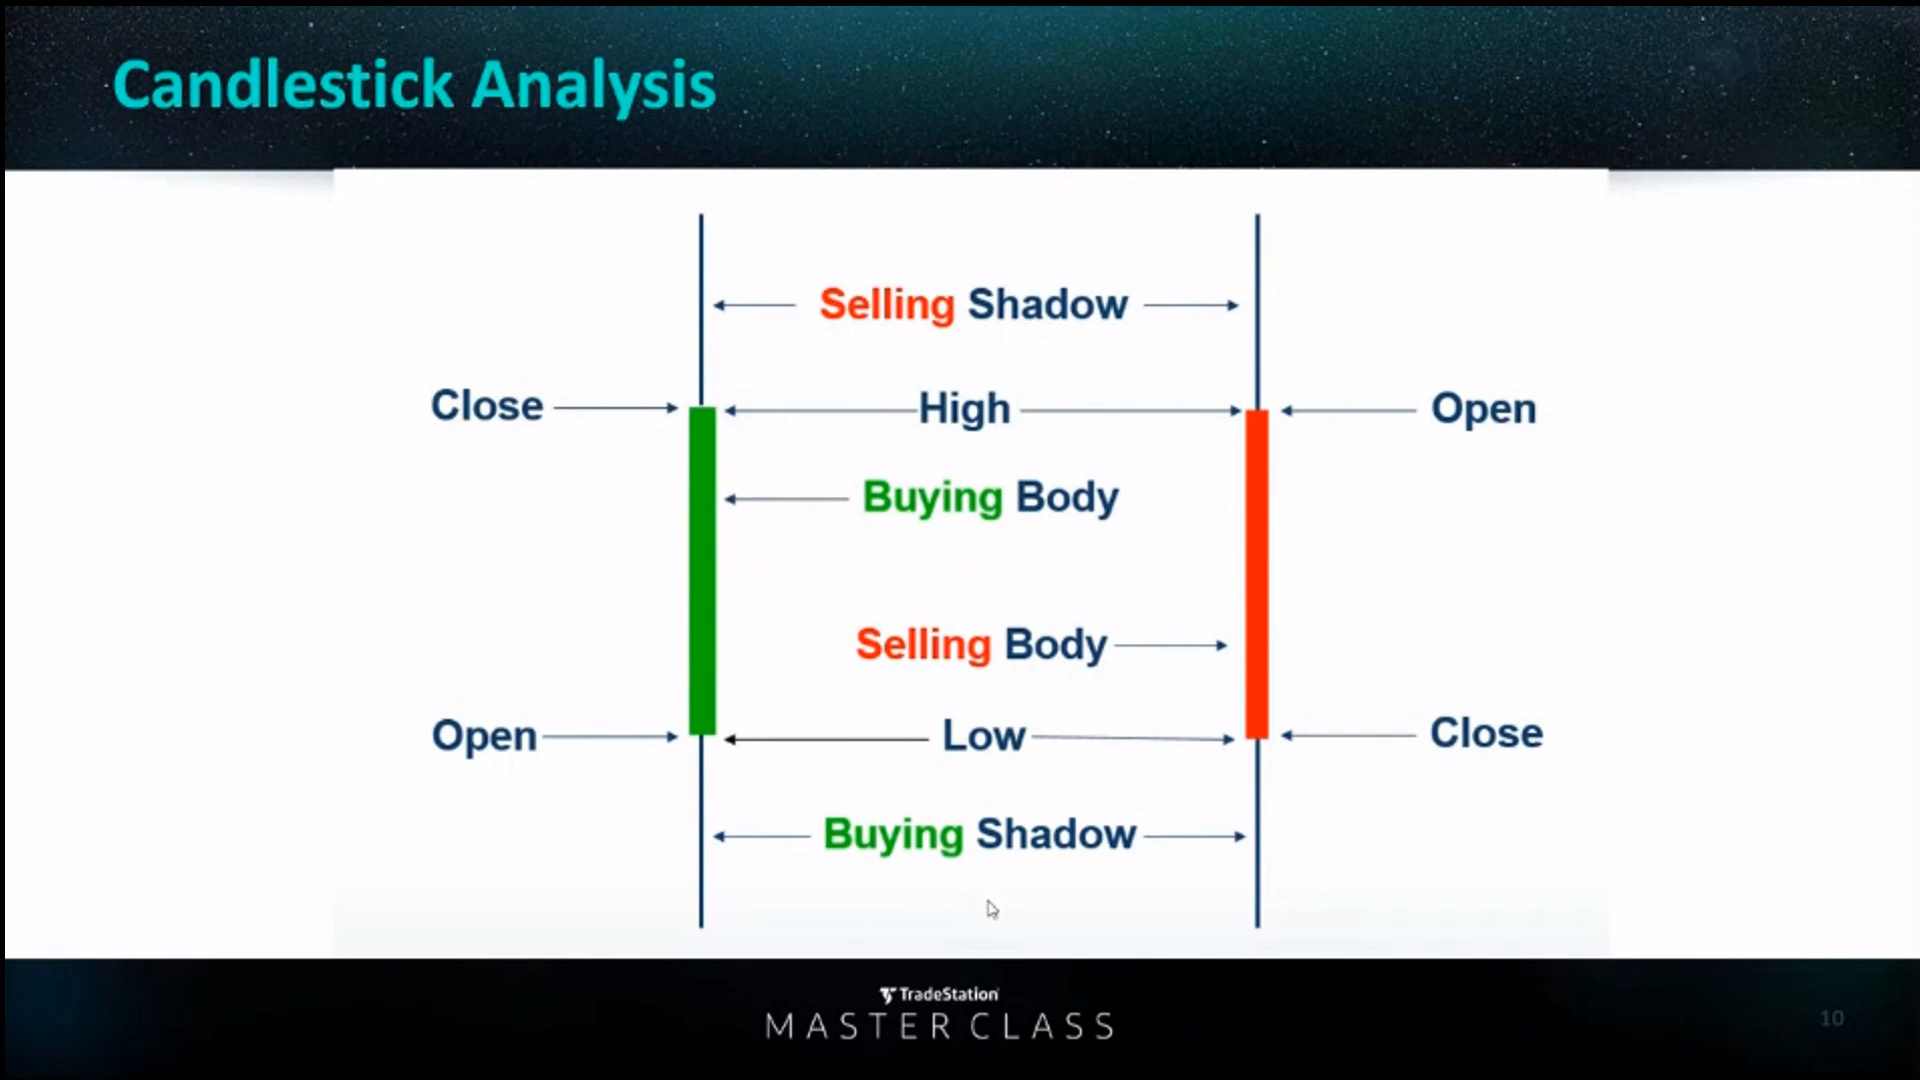 Candlestick Analysis
Selling Shadow
Close High Open
Buying Body
Selling Body
Open Low Close
Buying Shadow
TradeStation
MASTER CLASS
10